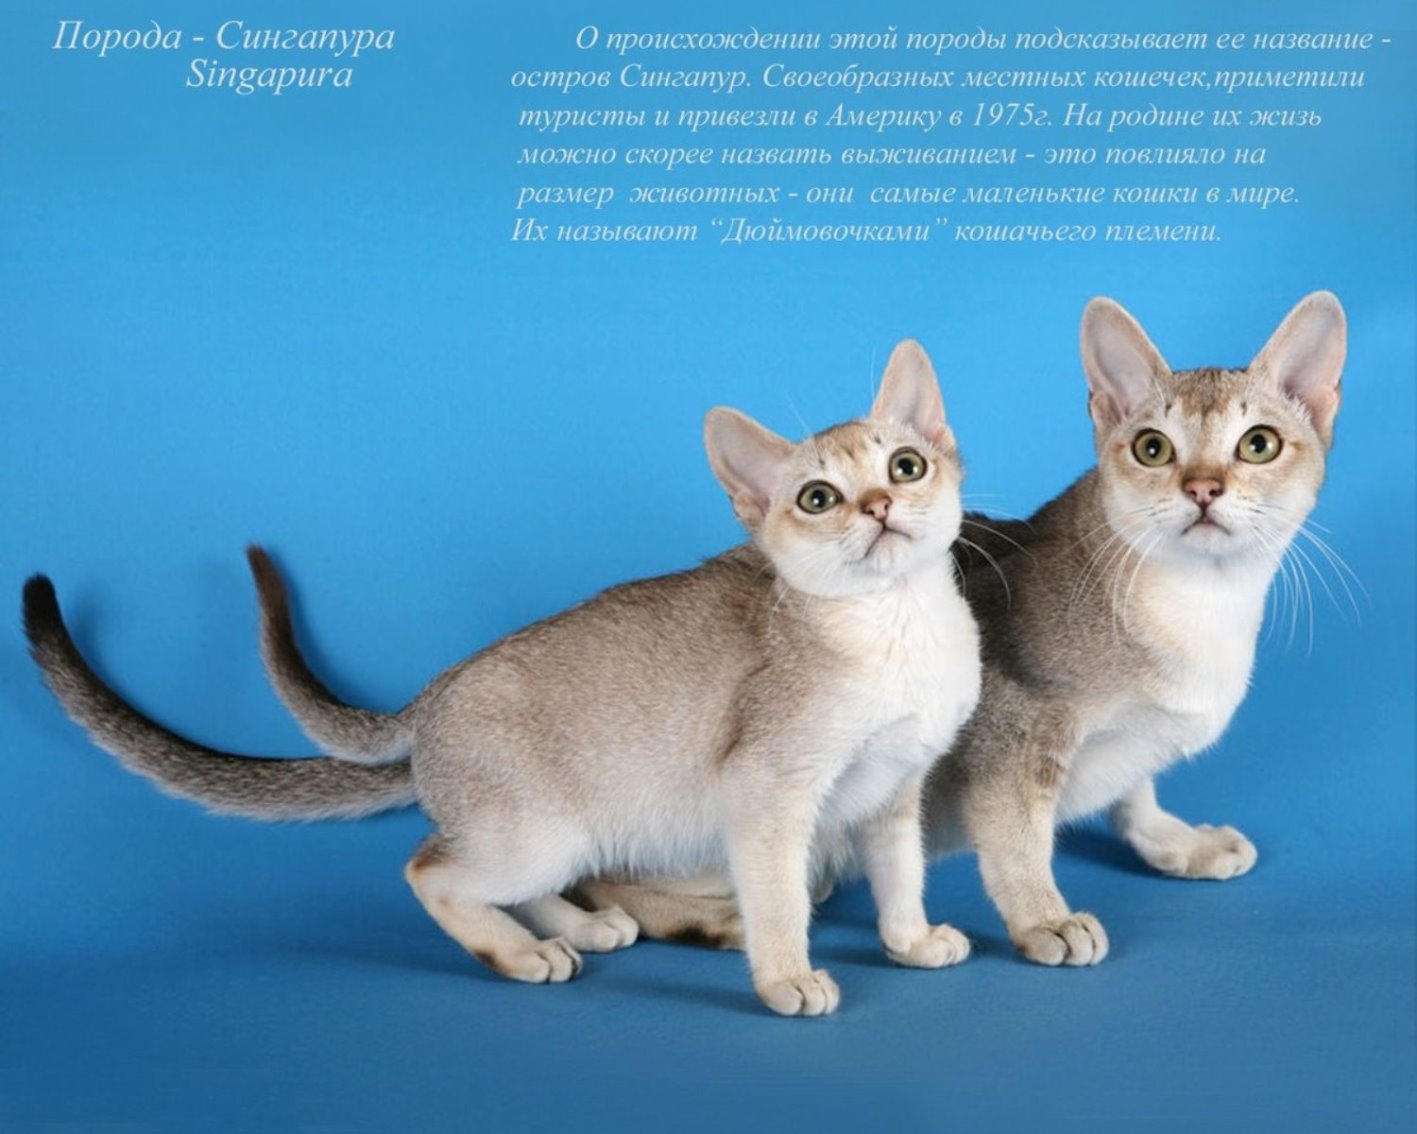 Порода - Сингапура
Singapura
О происхождении этой породы подсказывает ее название -
остров Сингапур. Своеобразных местных кошечек,приметили
туристы и привезли в Америку в 1975г. На родине их жизь
можно скорее назвать выживанием - это повлияло на
размер животных - они самые маленькие кошки в мире.
Их называют “Дюймовочками” кошачьего племени.